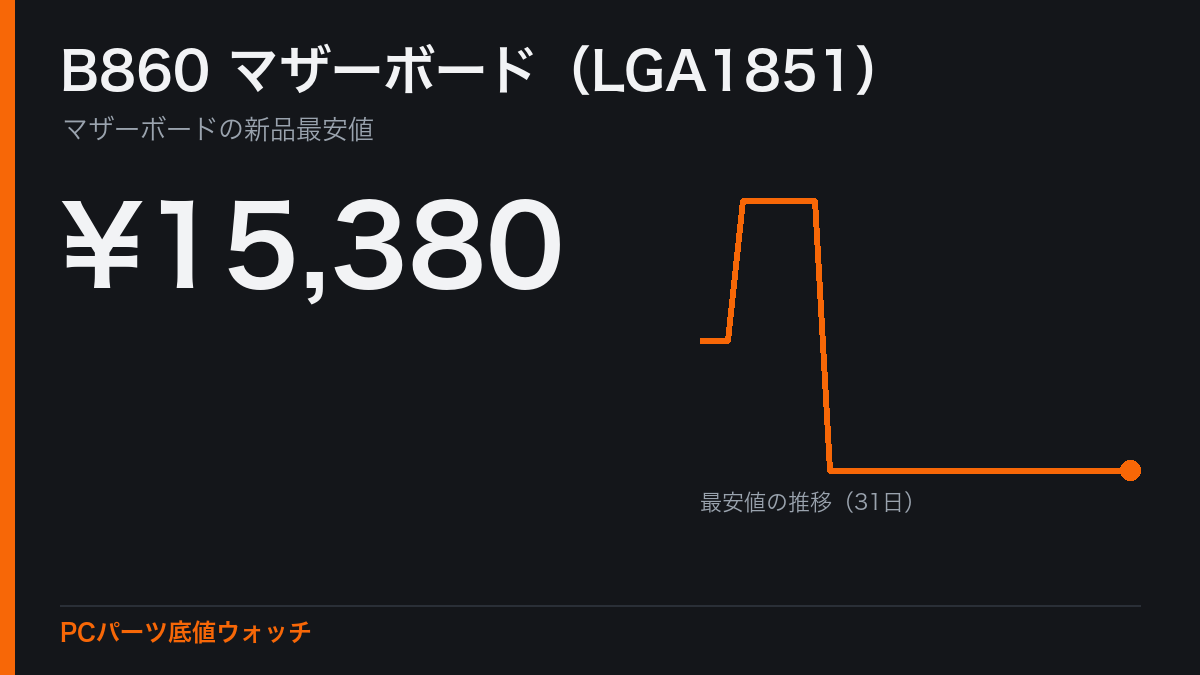 B860 マザーボード（LGA1851）
マザーボードの新品最安値
¥15,380
最安値の推移（31日）
PCパーツ底値ウォッチ